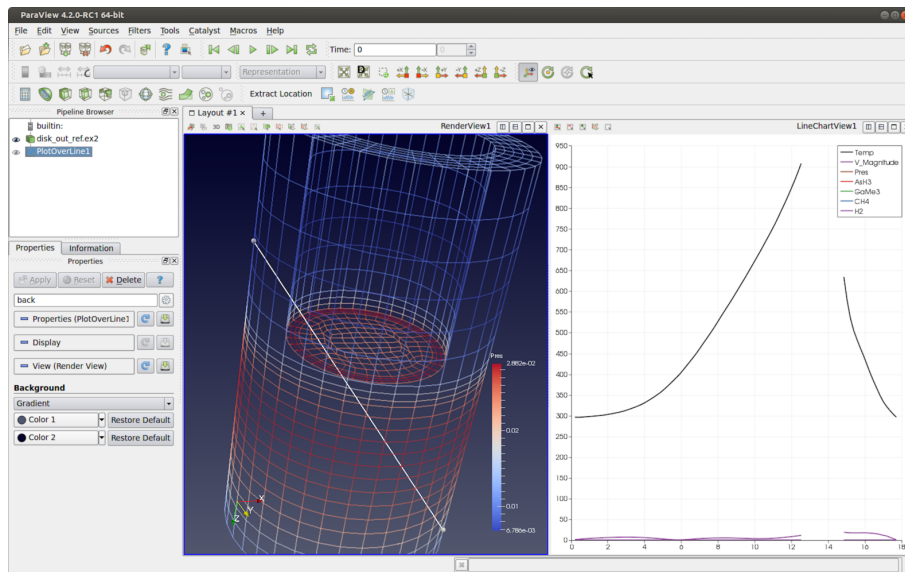 ParaView 4.2.0-RC1 64-bit
File Edit View Sources Filters Tools Catalyst Macros Help
Time: 0 0
Representation
Extract Location
Pipeline Browser
builtin:
disk_out_ref.ex2
PlotOverLine1
Properties Information
Properties
Apply Reset Delete ?
back
Properties (PlotOverLine1
Display
View (Render View)
Background
Gradient
Color 1 Restore Default
Color 2 Restore Default
Layout #1 × +
3D RenderView1
Pres
2.882e-02
0.02
0.01
6.786e-03
X
Y
Z
LineChartView1
950
900
850
800
750
700
650
600
550
500
450
400
350
300
250
200
150
100
50
0
0 2 4 6 8 10 12 14 16 18
Temp
V_Magnitude
Pres
AsH3
GaMe3
CH4
H2